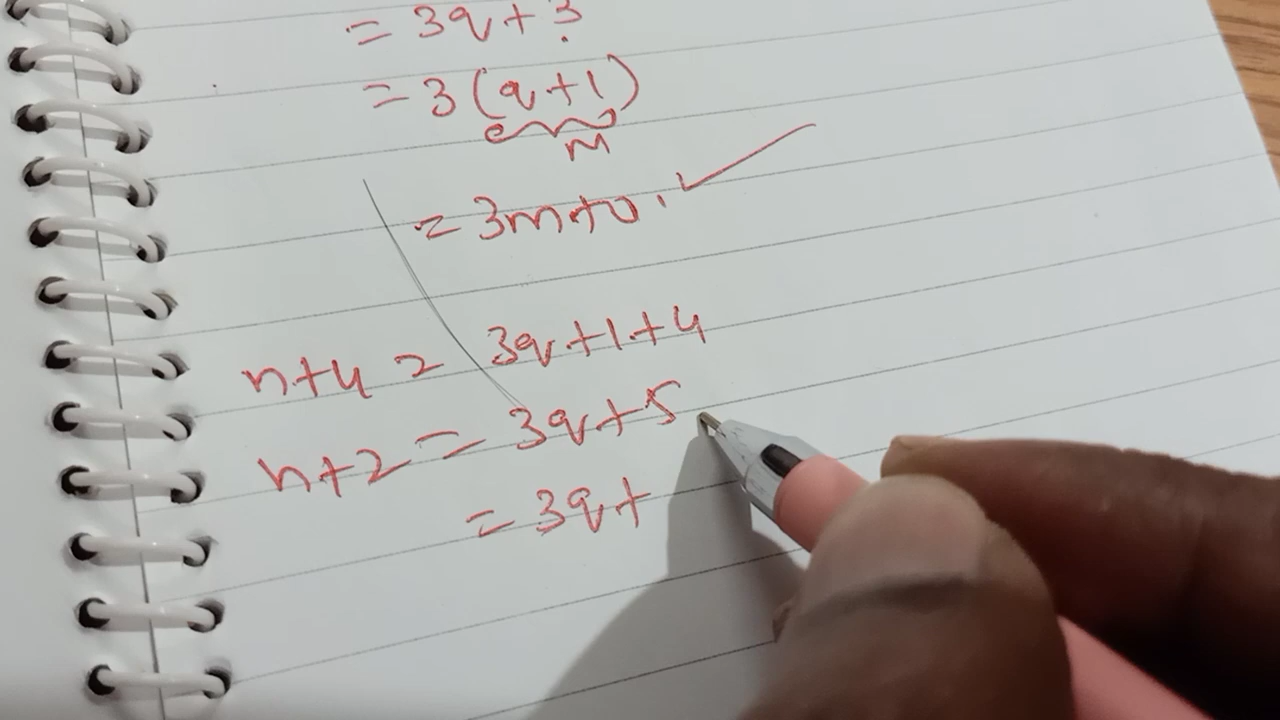 = 3q + 3
= 3 (q+1)
m
= 3m+0.
n+4 = 3q+1+4
n+2 = 3q+5
= 3q+